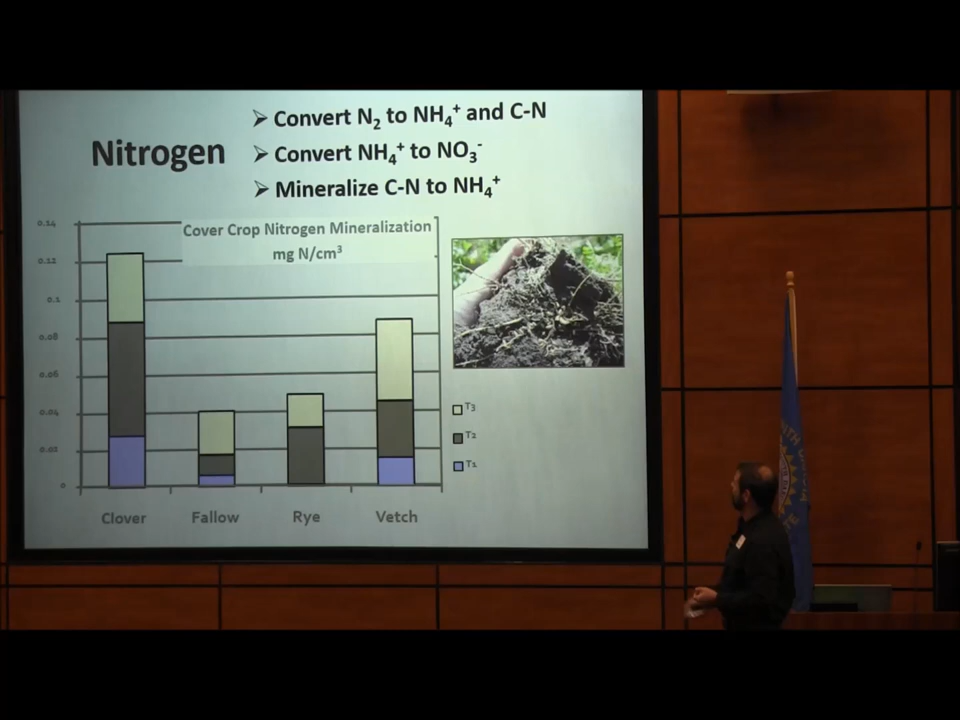 Nitrogen
➢ Convert N₂ to NH₄⁺ and C-N
➢ Convert NH₄⁺ to NO₃⁻
➢ Mineralize C-N to NH₄⁺
Cover Crop Nitrogen Mineralization
mg N/cm³
0.14
0.12
0.1
0.08
0.06
0.04
0.02
0
Clover Fallow Rye Vetch
T3
T2
T1